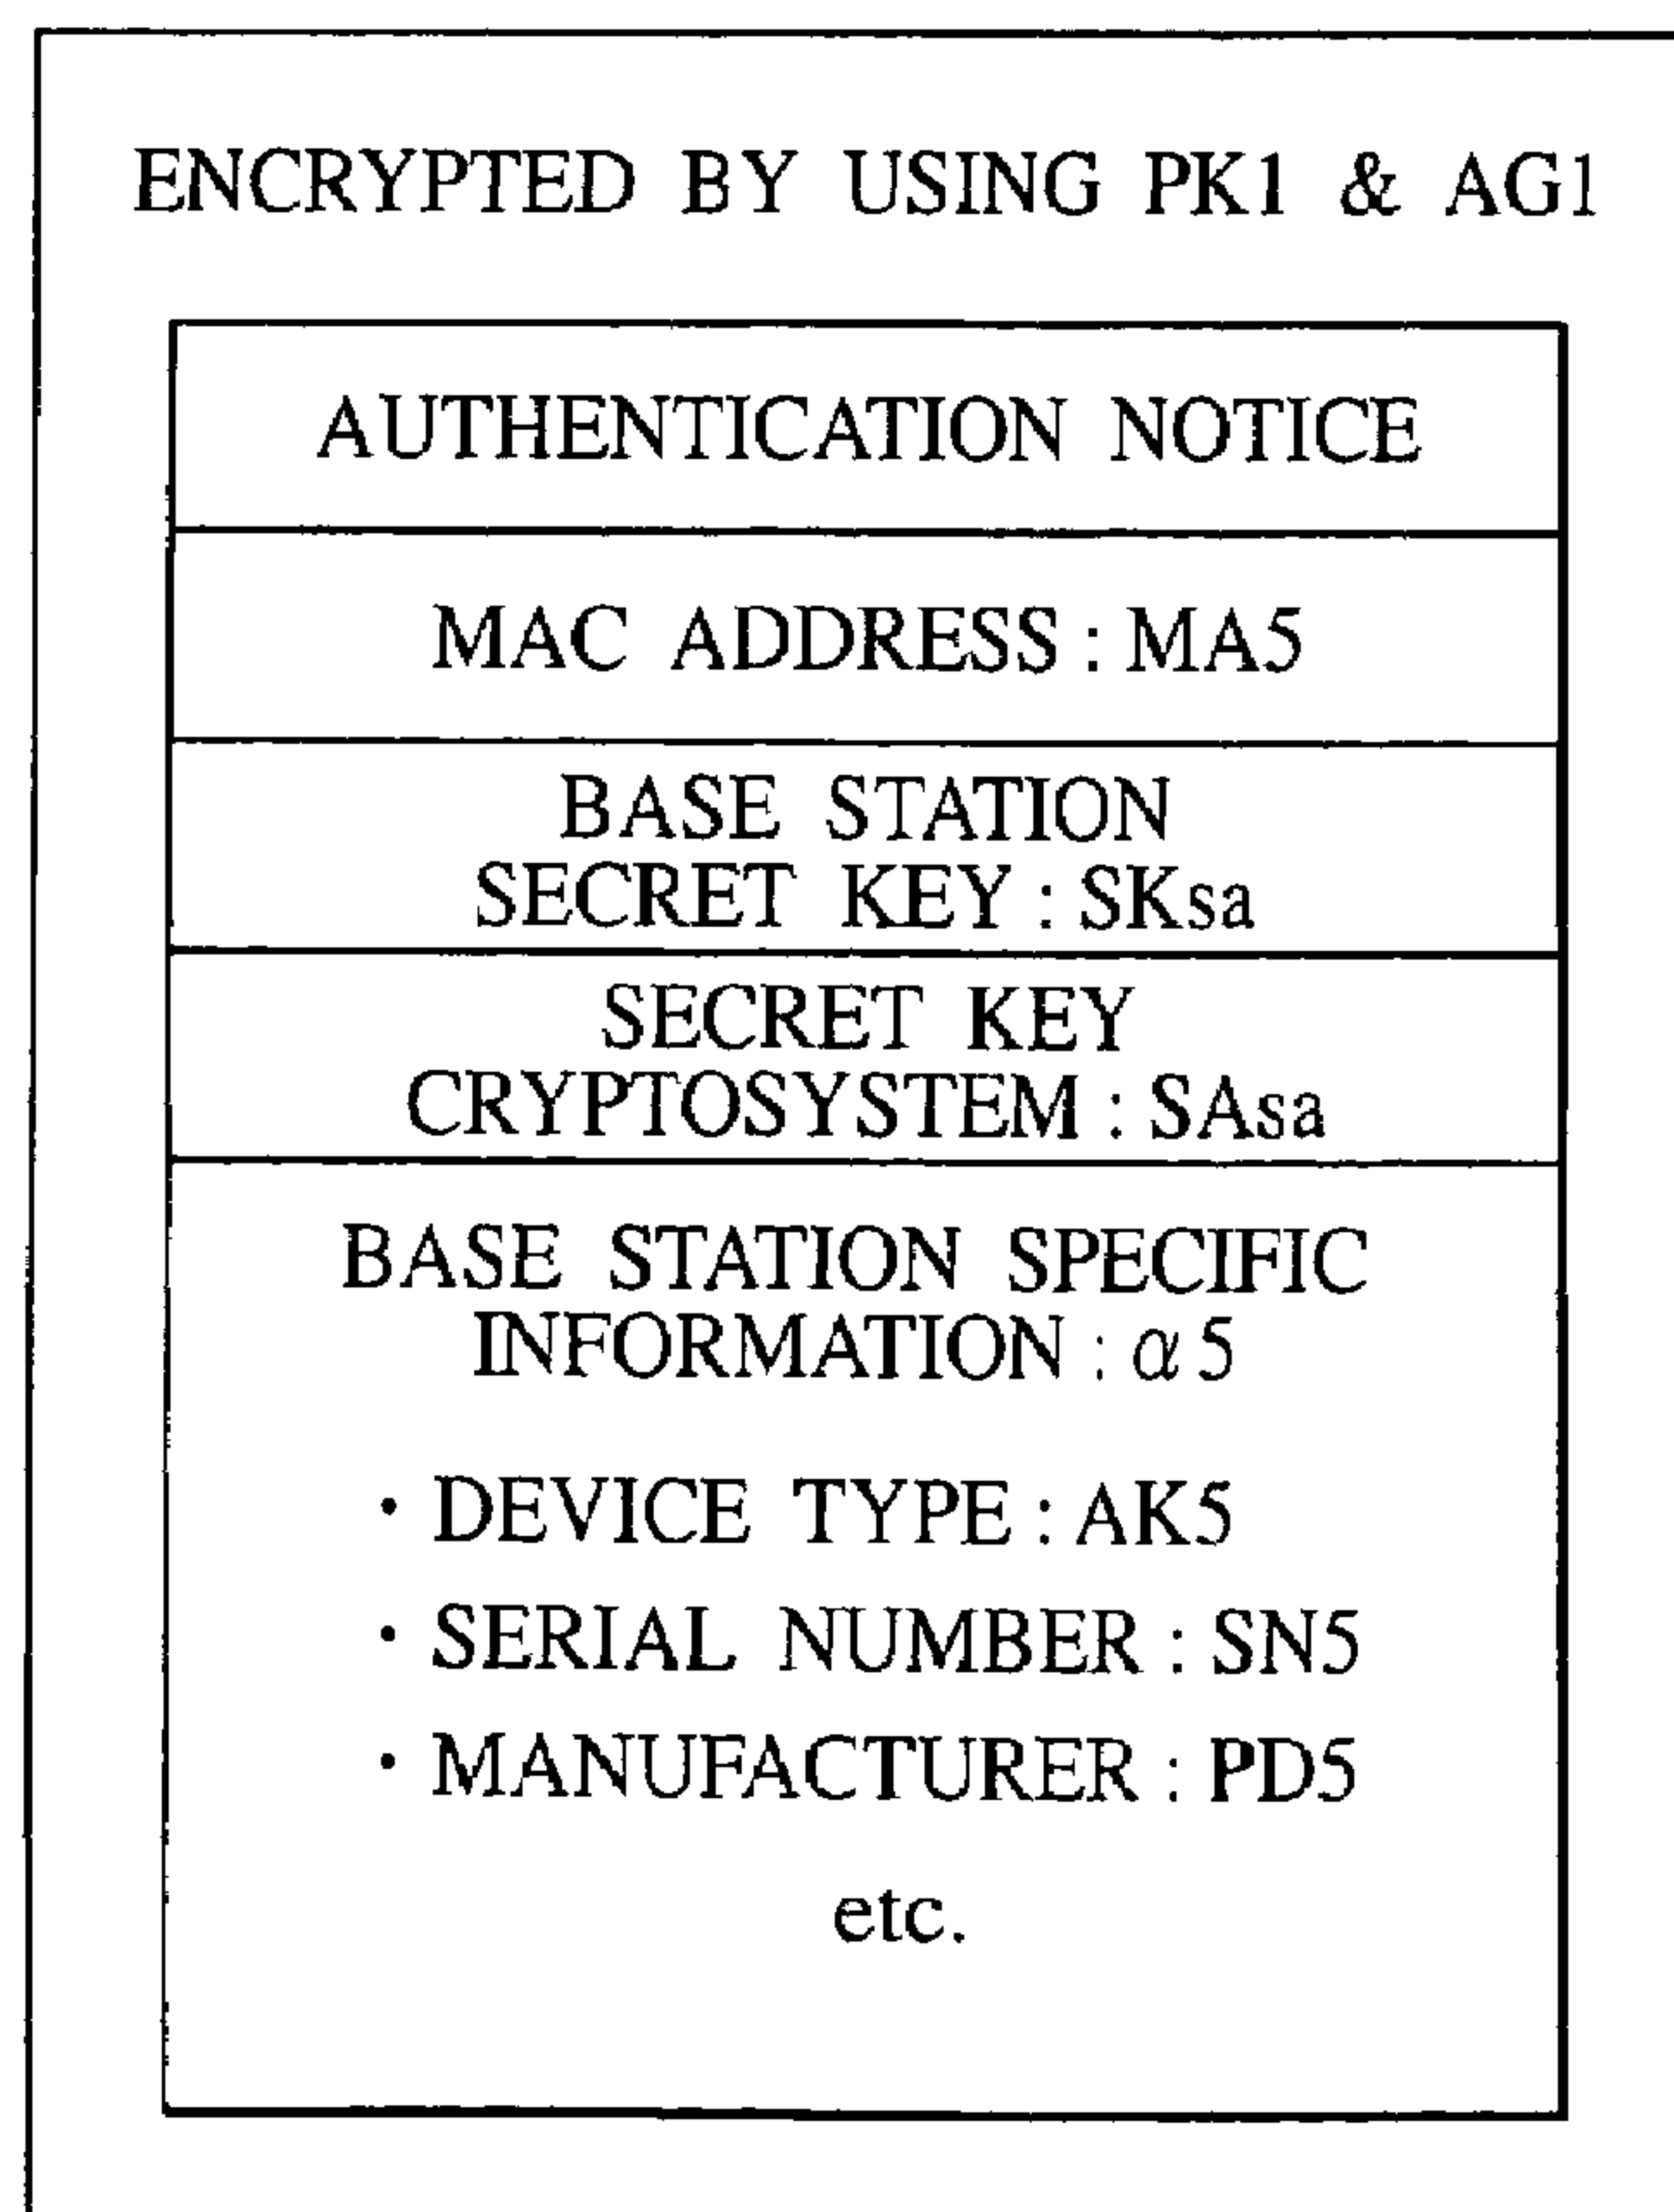 ENCRYPTED BY USING PK1 & AG1
AUTHENTICATION NOTICE
MAC ADDRESS : MA5
BASE STATION
SECRET KEY : SKsa
SECRET KEY
CRYPTOSYSTEM : SAsa
BASE STATION SPECIFIC
INFORMATION : α5
・DEVICE TYPE : AK5
・SERIAL NUMBER : SN5
・MANUFACTURER : PD5
etc.